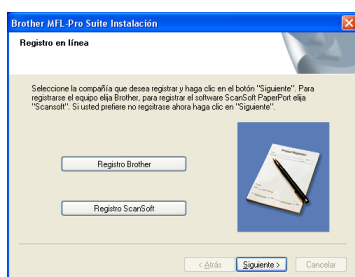 Brother MFL-Pro Suite Instalación
Registro en línea
Seleccione la compañía que desea registrar y haga clic en el botón "Siguiente". Para
registrarse el equipo elija Brother, para registrar el software ScanSoft PaperPort elija
"Scansoft". Si usted prefiere no regsitrase ahora haga clic en "Siguiente".
Registro Brother
Registro ScanSoft
< Atrás
Siguiente >
Cancelar